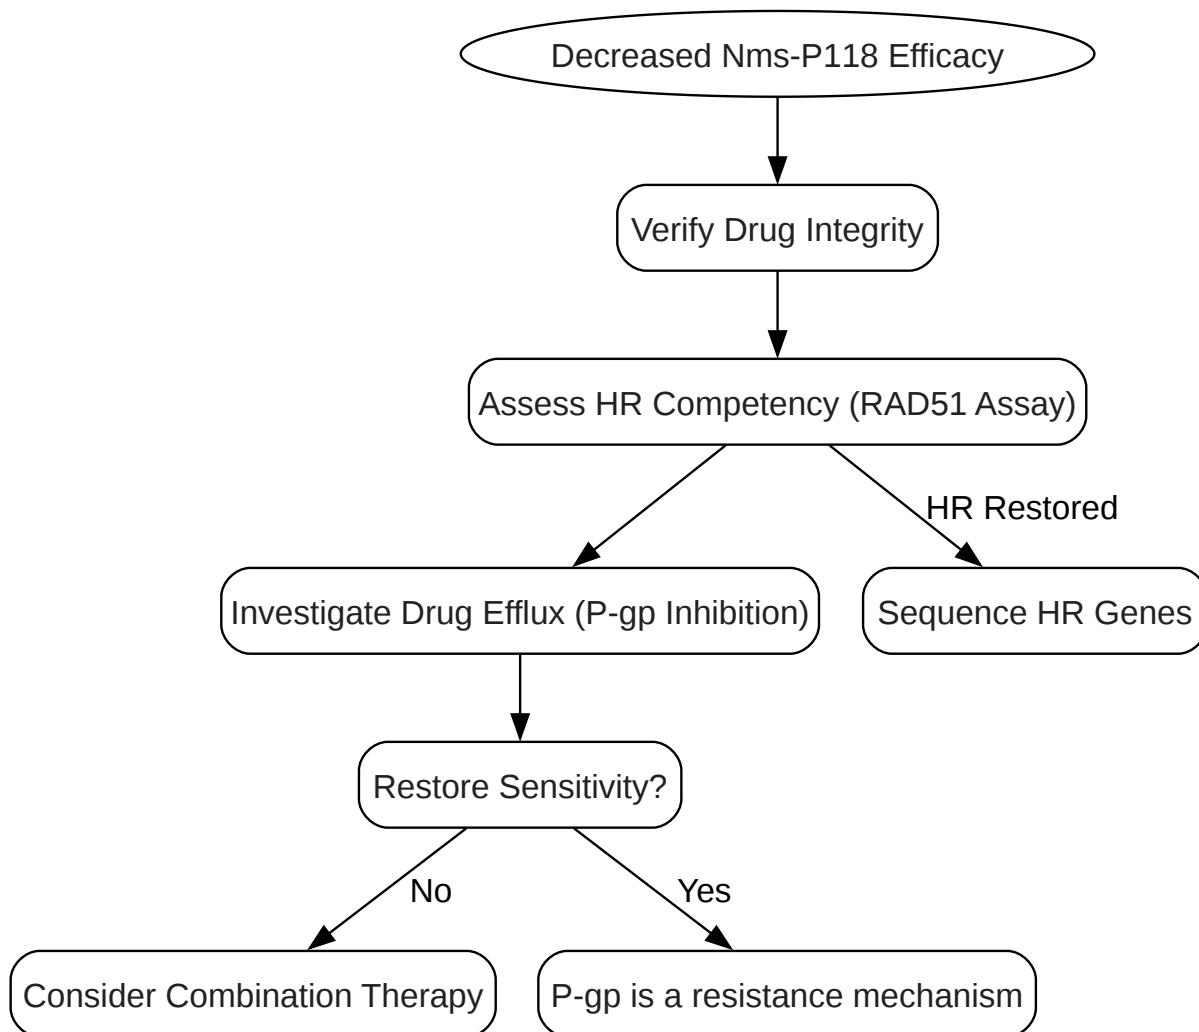 Decreased Nms-P118 Efficacy
Verify Drug Integrity
Assess HR Competency (RAD51 Assay)
HR Restored
Investigate Drug Efflux (P-gp Inhibition)
Sequence HR Genes
Restore Sensitivity?
No
Yes
Consider Combination Therapy
P-gp is a resistance mechanism